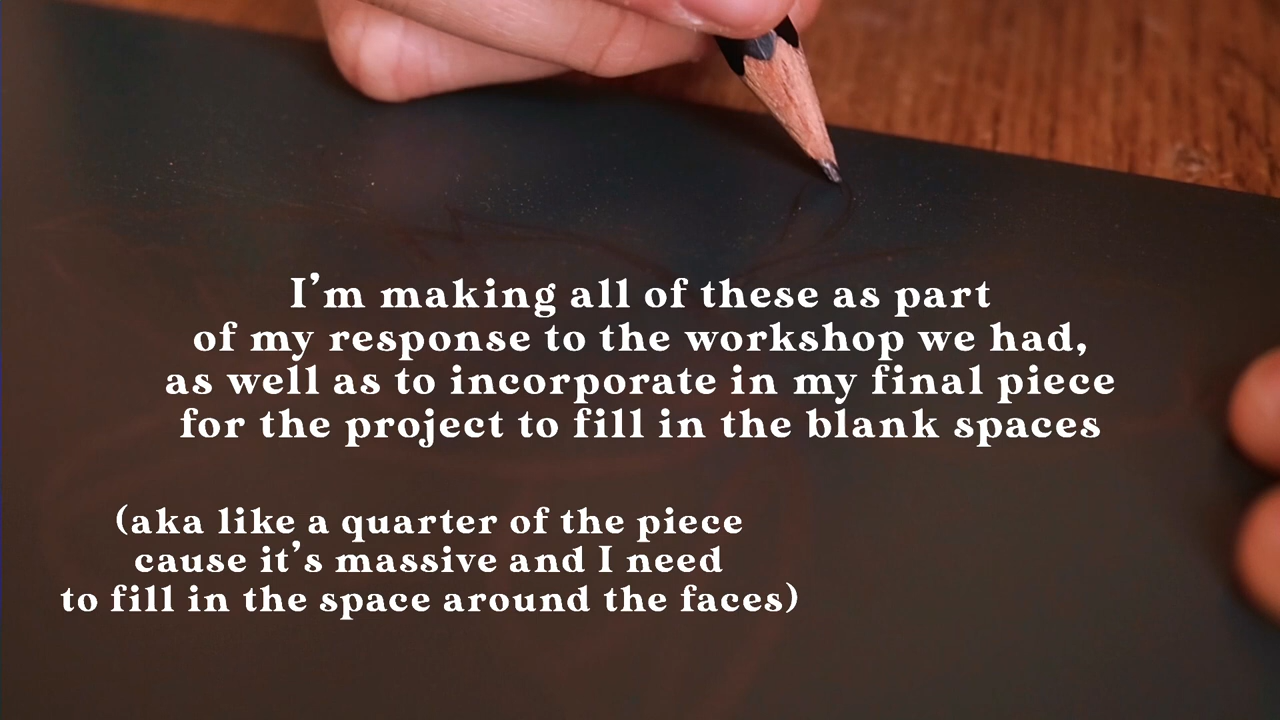 I'm making all of these as part
of my response to the workshop we had,
as well as to incorporate in my final piece
for the project to fill in the blank spaces
(aka like a quarter of the piece
cause it's massive and I need
to fill in the space around the faces)